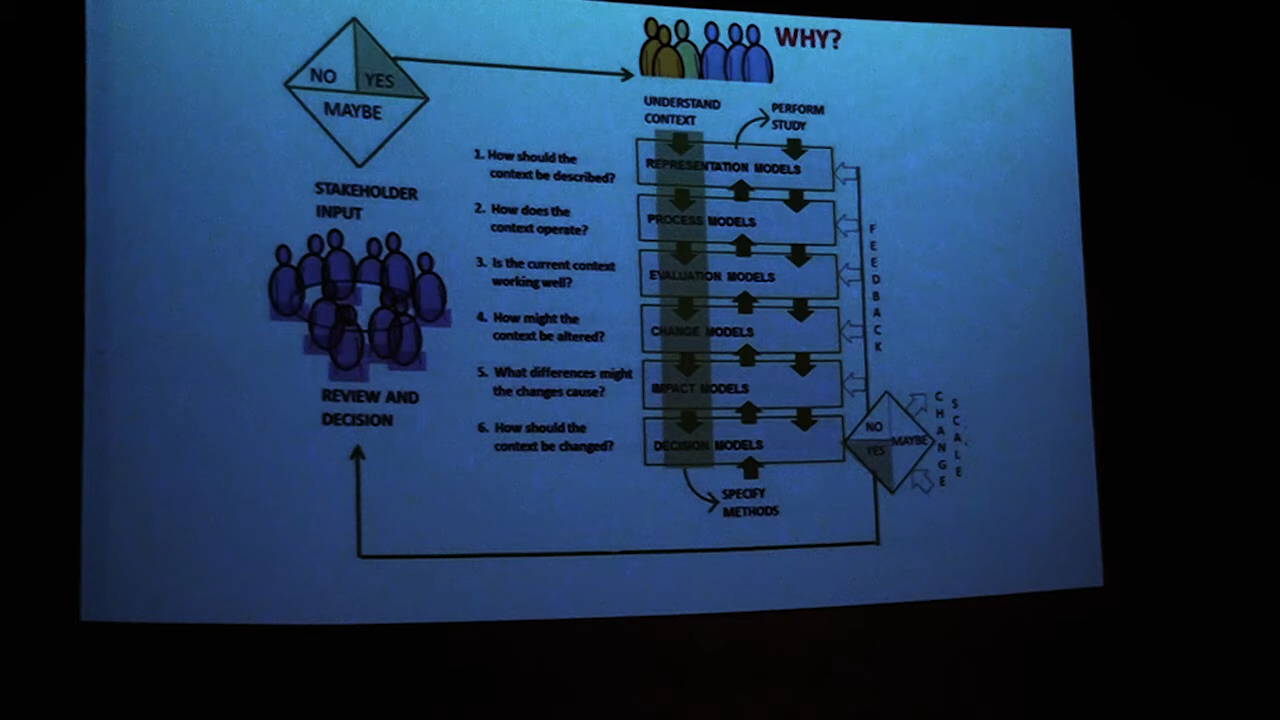 WHY?
NO
YES
MAYBE
UNDERSTAND
CONTEXT
PERFORM
STUDY
STAKEHOLDER
INPUT
1. How should the
context be described?
REPRESENTATION MODELS
2. How does the
context operate?
PROCESS MODELS
3. Is the current context
working well?
EVALUATION MODELS
4. How might the
context be altered?
CHANGE MODELS
5. What differences might
the changes cause?
IMPACT MODELS
6. How should the
context be changed?
DECISION MODELS
FEEDBACK
REVIEW AND
DECISION
NO
MAYBE
YES
CHANGE
SCALE
SPECIFY
METHODS